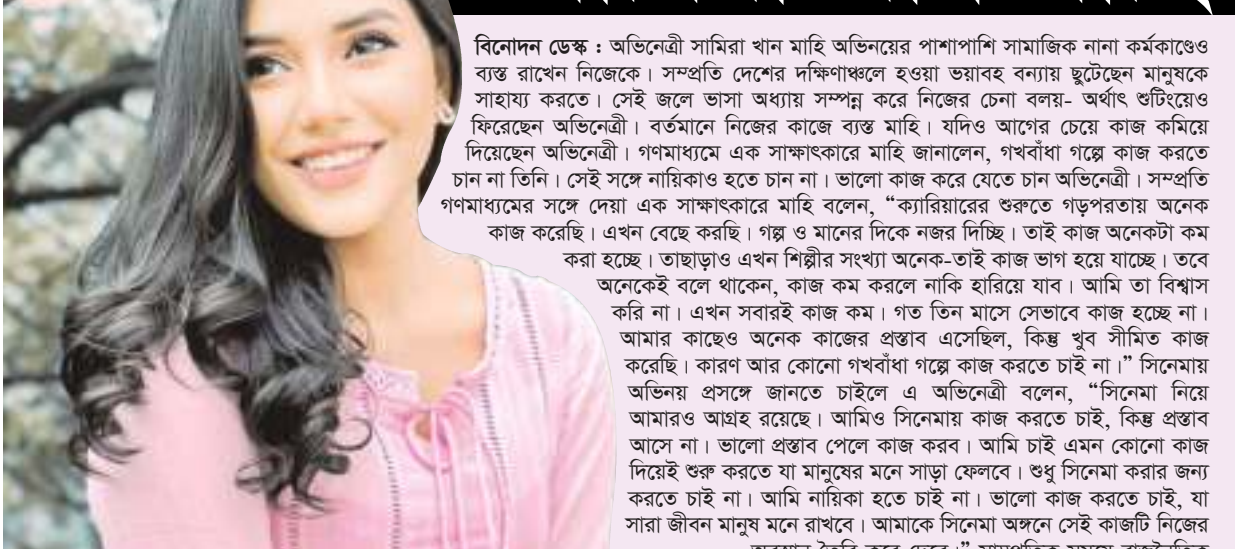 বিনোদন ডেস্ক : অভিনেত্রী সামিরা খান মাহি অভিনয়ের পাশাপাশি সামাজিক নানা কর্মকাণ্ডেও
ব্যস্ত রাখেন নিজেকে। সম্প্রতি দেশের দক্ষিণাঞ্চলে হওয়া ভয়াবহ বন্যায় ছুটেছেন মানুষকে
সাহায্য করতে। সেই জলে ভাসা অধ্যায় সম্পন্ন করে নিজের চেনা বলয়- অর্থাৎ শুটিংয়েও
ফিরেছেন অভিনেত্রী। বর্তমানে নিজের কাজে ব্যস্ত মাহি। যদিও আগের চেয়ে কাজ কমিয়ে
দিয়েছেন অভিনেত্রী। গণমাধ্যমে এক সাক্ষাৎকারে মাহি জানালেন, গৎবাঁধা গল্পে কাজ করতে
চান না তিনি। সেই সঙ্গে নায়িকাও হতে চান না। ভালো কাজ করে যেতে চান অভিনেত্রী। সম্প্রতি
গণমাধ্যমের সঙ্গে দেয়া এক সাক্ষাৎকারে মাহি বলেন, “ক্যারিয়ারের শুরুতে গড়পরতায় অনেক
কাজ করেছি। এখন বেছে করছি। গল্প ও মানের দিকে নজর দিচ্ছি। তাই কাজ অনেকটা কম
করা হচ্ছে। তাছাড়াও এখন শিল্পীর সংখ্যা অনেক-তাই কাজ ভাগ হয়ে যাচ্ছে। তবে
অনেকেই বলে থাকেন, কাজ কম করলে নাকি হারিয়ে যাব। আমি তা বিশ্বাস
করি না। এখন সবারই কাজ কম। গত তিন মাসে সেভাবে কাজ হচ্ছে না।
আমার কাছেও অনেক কাজের প্রস্তাব এসেছিল, কিন্তু খুব সীমিত কাজ
করেছি। কারণ আর কোনো গৎবাঁধা গল্পে কাজ করতে চাই না।” সিনেমায়
অভিনয় প্রসঙ্গে জানতে চাইলে এ অভিনেত্রী বলেন, “সিনেমা নিয়ে
আমারও আগ্রহ রয়েছে। আমিও সিনেমায় কাজ করতে চাই, কিন্তু প্রস্তাব
আসে না। ভালো প্রস্তাব পেলে কাজ করব। আমি চাই এমন কোনো কাজ
দিয়েই শুরু করতে যা মানুষের মনে সাড়া ফেলবে। শুধু সিনেমা করার জন্য
করতে চাই না। আমি নায়িকা হতে চাই না। ভালো কাজ করতে চাই, যা
সারা জীবন মানুষ মনে রাখবে। আমাকে সিনেমা অঙ্গনে সেই কাজটি নিজের